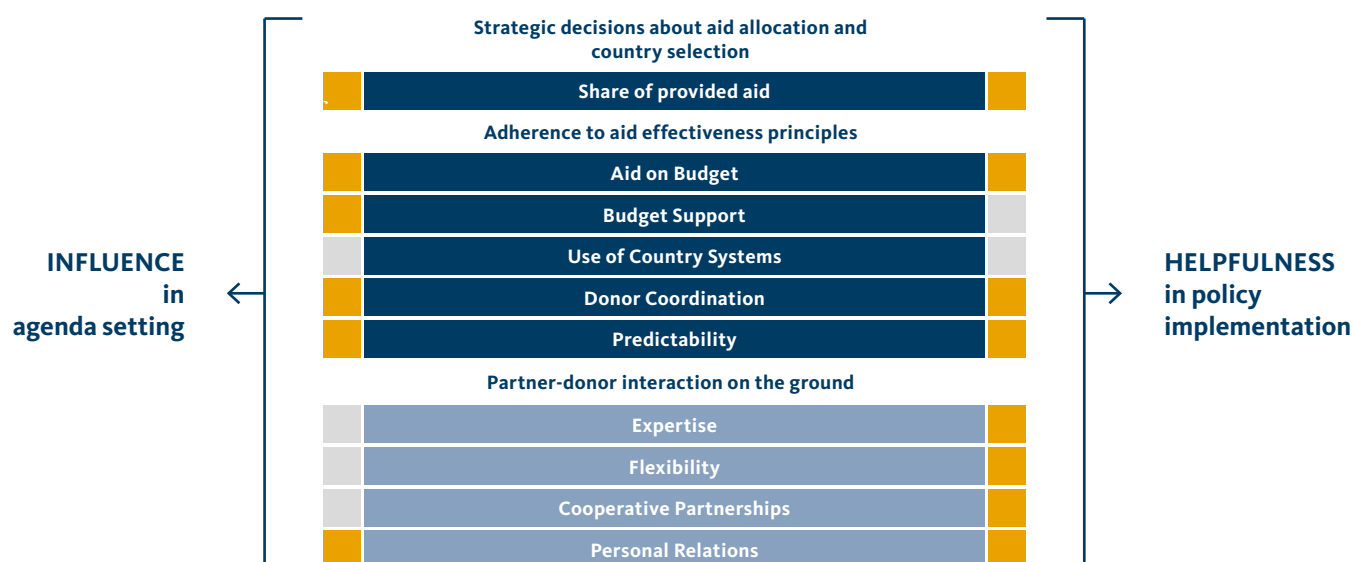 Strategic decisions about aid allocation and
country selection
Share of provided aid
Adherence to aid effectiveness principles
Aid on Budget
Budget Support
Use of Country Systems
Donor Coordination
Predictability
INFLUENCE
in
agenda setting
HELPFULNESS
in policy
implementation
Partner-donor interaction on the ground
Expertise
Flexibility
Cooperative Partnerships
Personal Relations